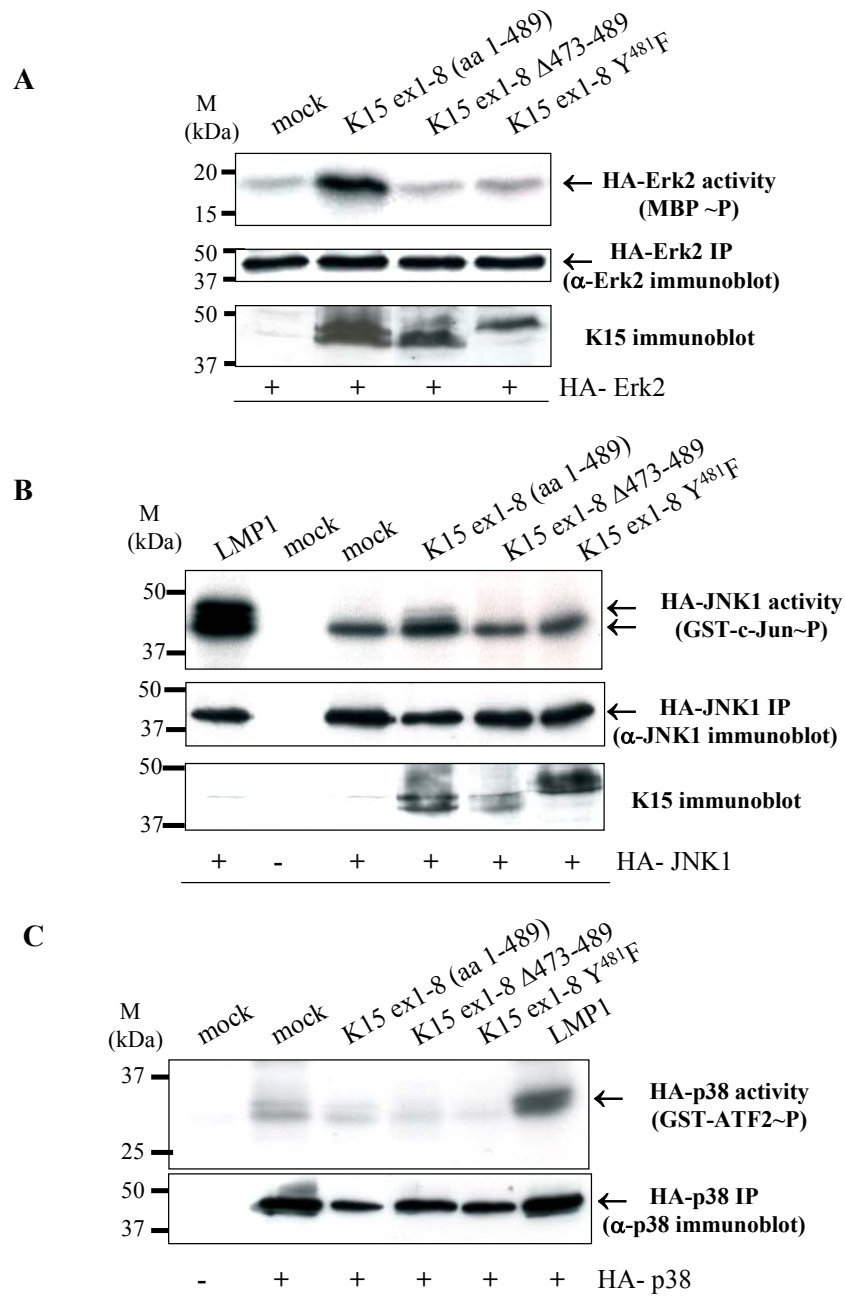 A
M
(kDa)
mock
K15 ex1-8 (aa 1-489)
K15 ex1-8 Δ473-489
K15 ex1-8 Y481F
20
15
← HA-Erk2 activity
(MBP ~P)
50
37
← HA-Erk2 IP
(α-Erk2 immunoblot)
50
37
K15 immunoblot
+ + + + HA- Erk2
B
M
(kDa)
LMP1
mock
mock
K15 ex1-8 (aa 1-489)
K15 ex1-8 Δ473-489
K15 ex1-8 Y481F
50
37
← HA-JNK1 activity
← (GST-c-Jun~P)
50
37
← HA-JNK1 IP
(α-JNK1 immunoblot)
50
37
K15 immunoblot
+ - + + + + HA- JNK1
C
M
(kDa)
mock
mock
K15 ex1-8 (aa 1-489)
K15 ex1-8 Δ473-489
K15 ex1-8 Y481F
LMP1
37
25
← HA-p38 activity
(GST-ATF2~P)
50
37
← HA-p38 IP
(α-p38 immunoblot)
- + + + + + HA- p38